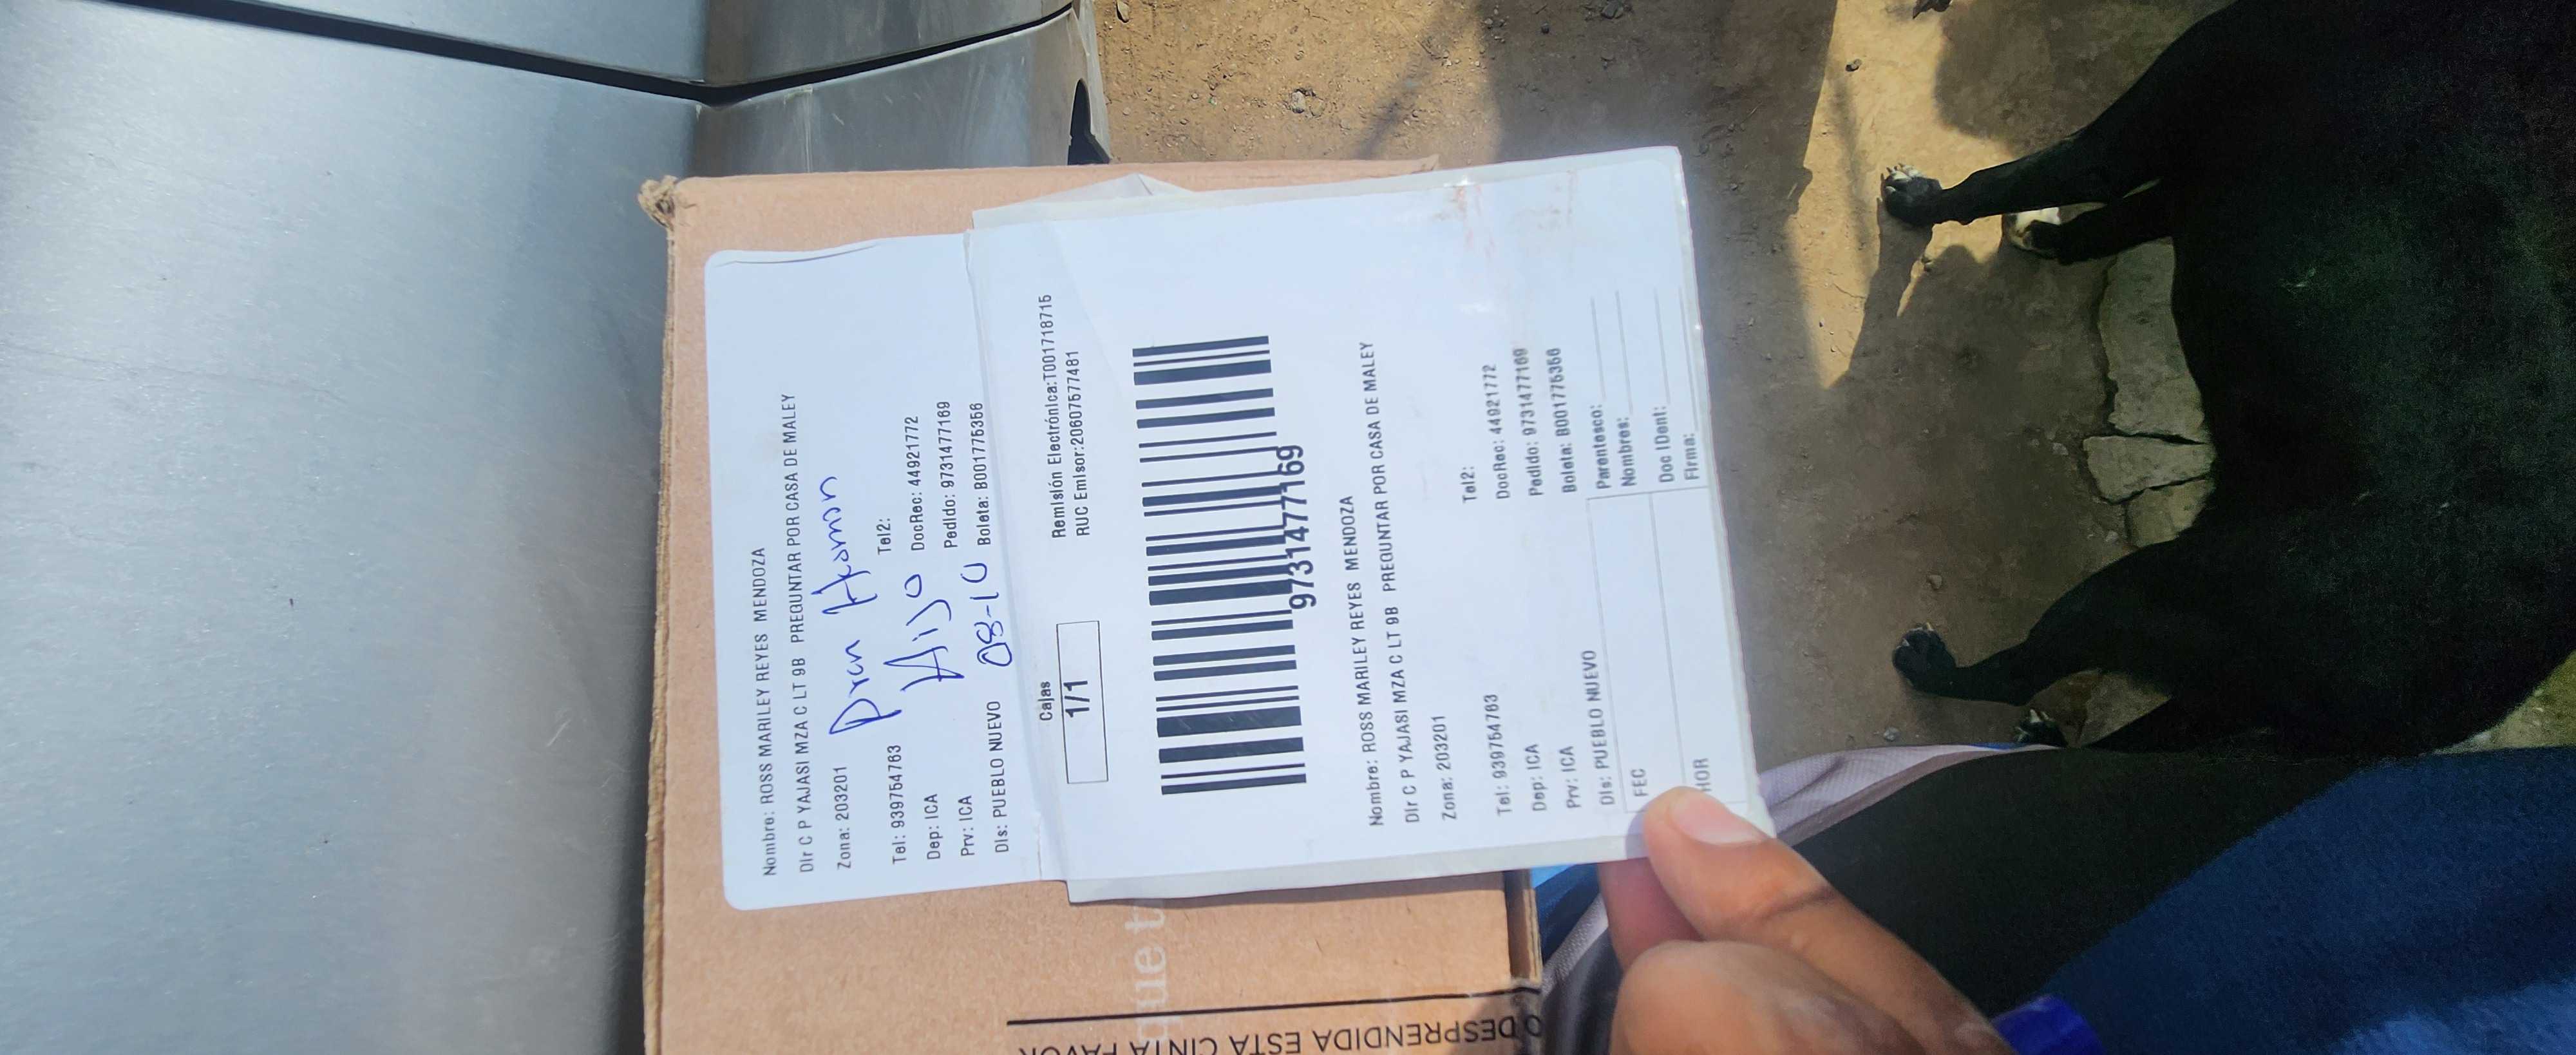 Nombre: ROSS MARILEY REYES MENDOZA
Dir C P YAJASI MZA C LT 9B PREGUNTAR POR CASA DE MALEY
Zona: 203201
Tel: 939754763 Tel2:
Dep: ICA DocRec: 44921772
Prv: ICA Pedido: 9731477169
Dis: PUEBLO NUEVO 08-10 Boleta: B001775356
Hijo
Cajas
1/1
Remisión Electrónica:T001718715
RUC Emisor:20607577481
9731477169
Nombre: ROSS MARILEY REYES MENDOZA
Dir C P YAJASI MZA C LT 9B PREGUNTAR POR CASA DE MALEY
Zona: 203201
Tel: 939754763 Tel2:
Dep: ICA DocRec: 44921772
Prv: ICA Pedido: 9731477169
Dis: PUEBLO NUEVO Boleta: B001775356
FEC
HOR
Parentesco:
Nombres:
Doc IDent:
Firma:
O DESPRENDIDA ESTA CINTA FAVOR